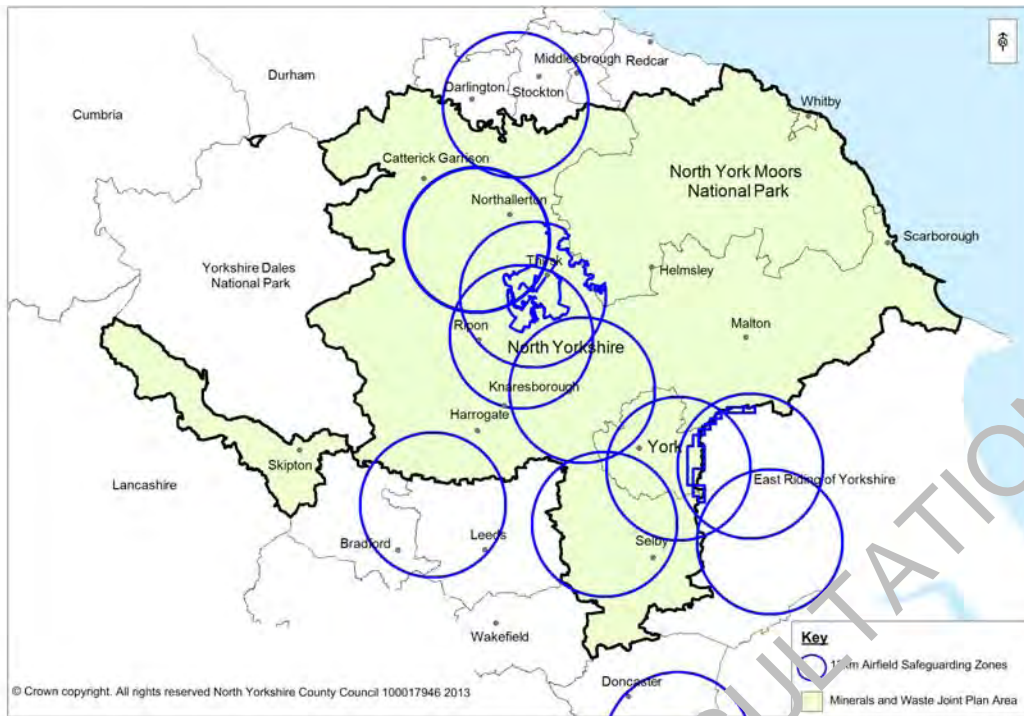 Redcar
Middlesbrough
Durham
Darlington
Stockton
Cumbria
Whitby
Catterick Garrison
North York Moors
National Park
Northallerton
Scarborough
Yorkshire Dales
National Park
Helmsley
Ripon
Malton
North Yorkshire
Knaresborough
Harrogate
York
Skipton
East Riding of Yorkshire
Lancashire
Bradford
Leeds
Selby
Wakefield
Doncaster
Key
km Airfield Safeguarding Zones
Minerals and Waste Joint Plan Area
© Crown copyright. All rights reserved North Yorkshire County Council 100017946 2013